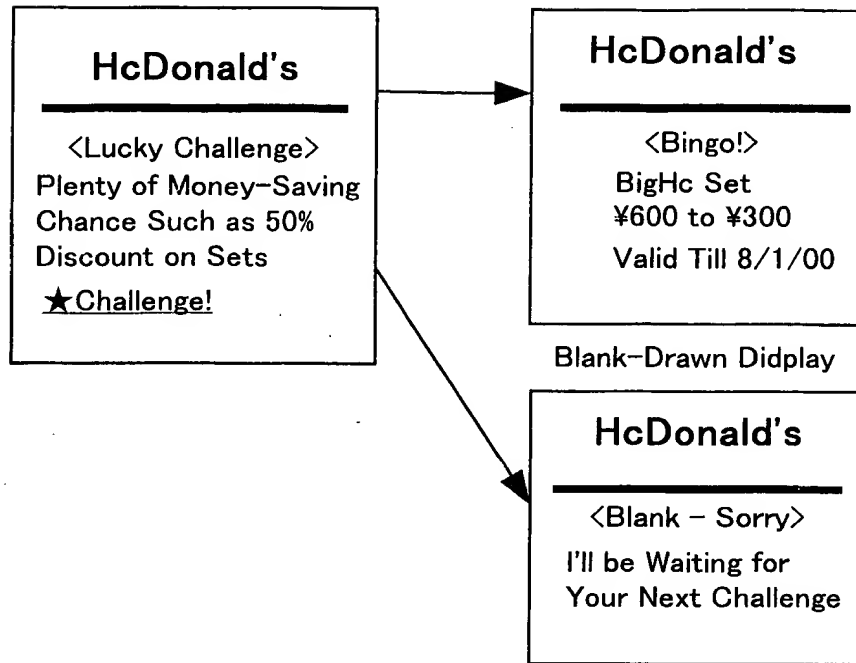 HcDonald's
<Lucky Challenge>
Plenty of Money-Saving
Chance Such as 50%
Discount on Sets
★Challenge!
HcDonald's
<Bingo!>
BigHc Set
¥600 to ¥300
Valid Till 8/1/00
Blank-Drawn Didplay
HcDonald's
<Blank - Sorry>
I'll be Waiting for
Your Next Challenge